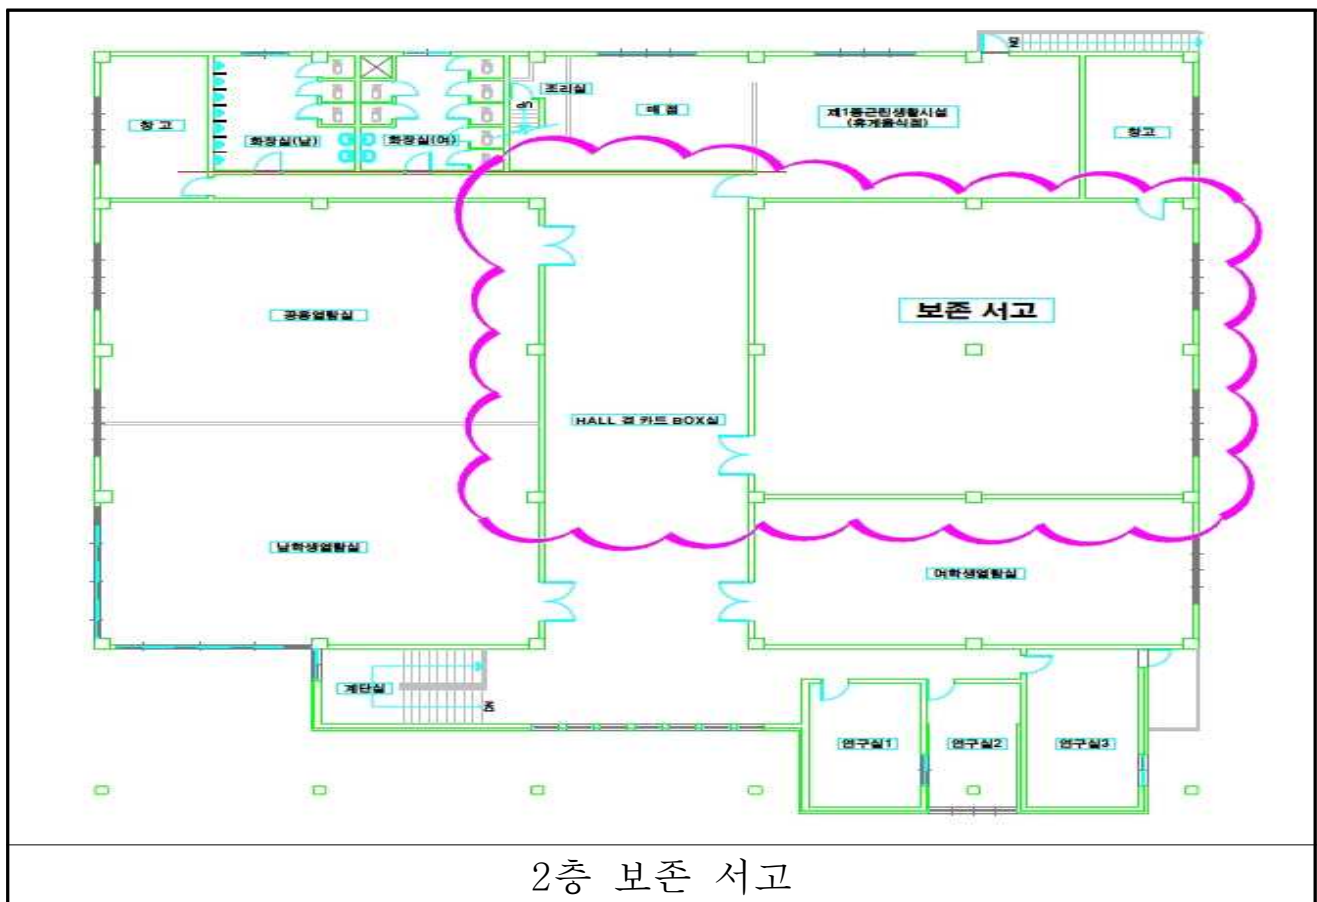 조리실
매 점
제1종근린생활시설
(휴게음식점)
창 고
화장실(남)
화장실(여)
창고
UP
DN
공용열람실
보존 서고
HALL 겸 카드 BOX실
남학생열람실
여학생열람실
계단실
DN
연구실1
연구실2
연구실3
2층 보존 서고